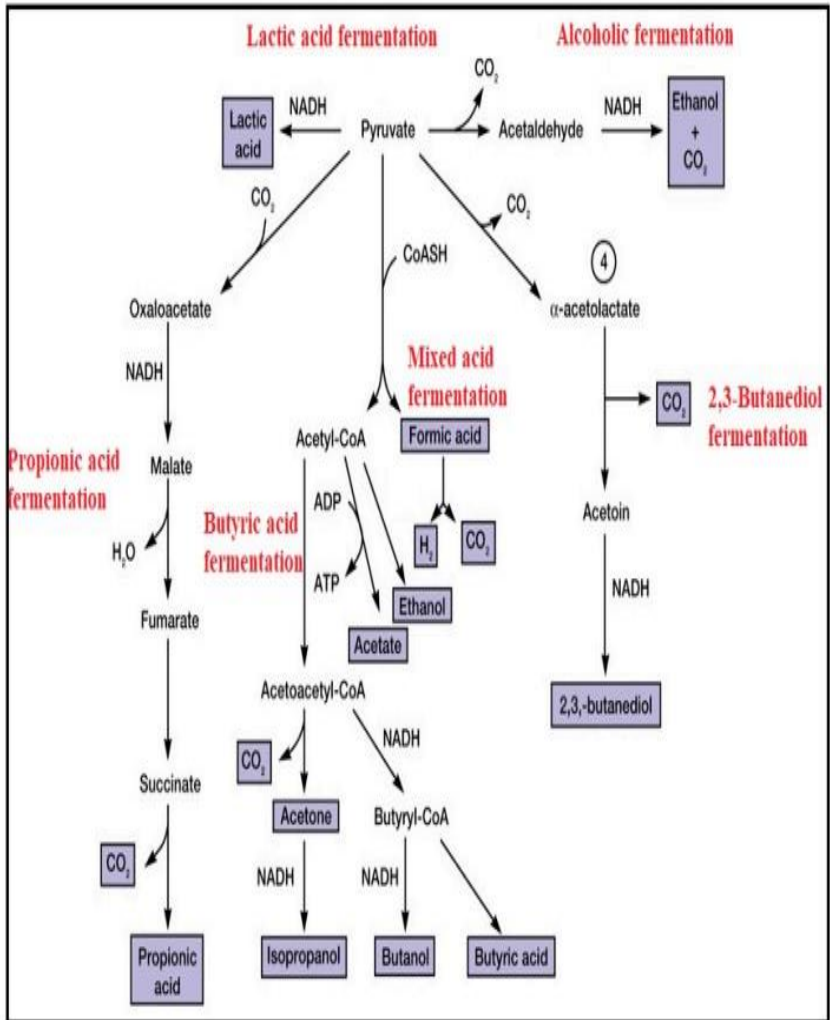 Lactic acid fermentation
Alcoholic fermentation
CO₂
NADH
NADH
Lactic
acid
Pyruvate
Acetaldehyde
Ethanol
+
CO₂
CO₂
CO₂
CoASH
4
Oxaloacetate
α-acetolactate
NADH
Mixed acid
fermentation
CO₂
2,3-Butanediol
fermentation
Acetyl-CoA
Formic acid
Propionic acid
fermentation
Malate
ADP
Acetoin
Butyric acid
fermentation
H₂
CO₂
H₂O
ATP
NADH
Ethanol
Fumarate
Acetate
Acetoacetyl-CoA
2,3,-butanediol
NADH
CO₂
Succinate
Acetone
Butyryl-CoA
CO₂
NADH
NADH
Propionic
acid
Isopropanol
Butanol
Butyric acid